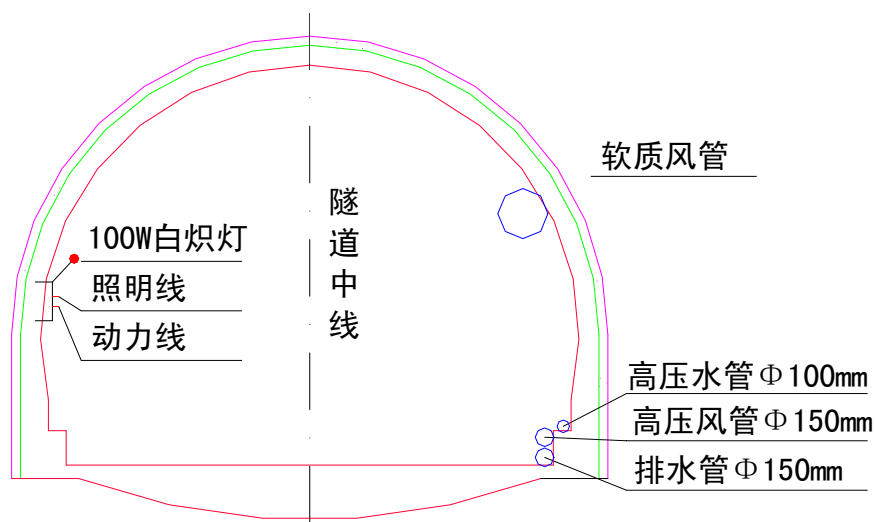 软质风管
隧道中线
100W白炽灯
照明线
动力线
高压水管Φ100mm
高压风管Φ150mm
排水管Φ150mm